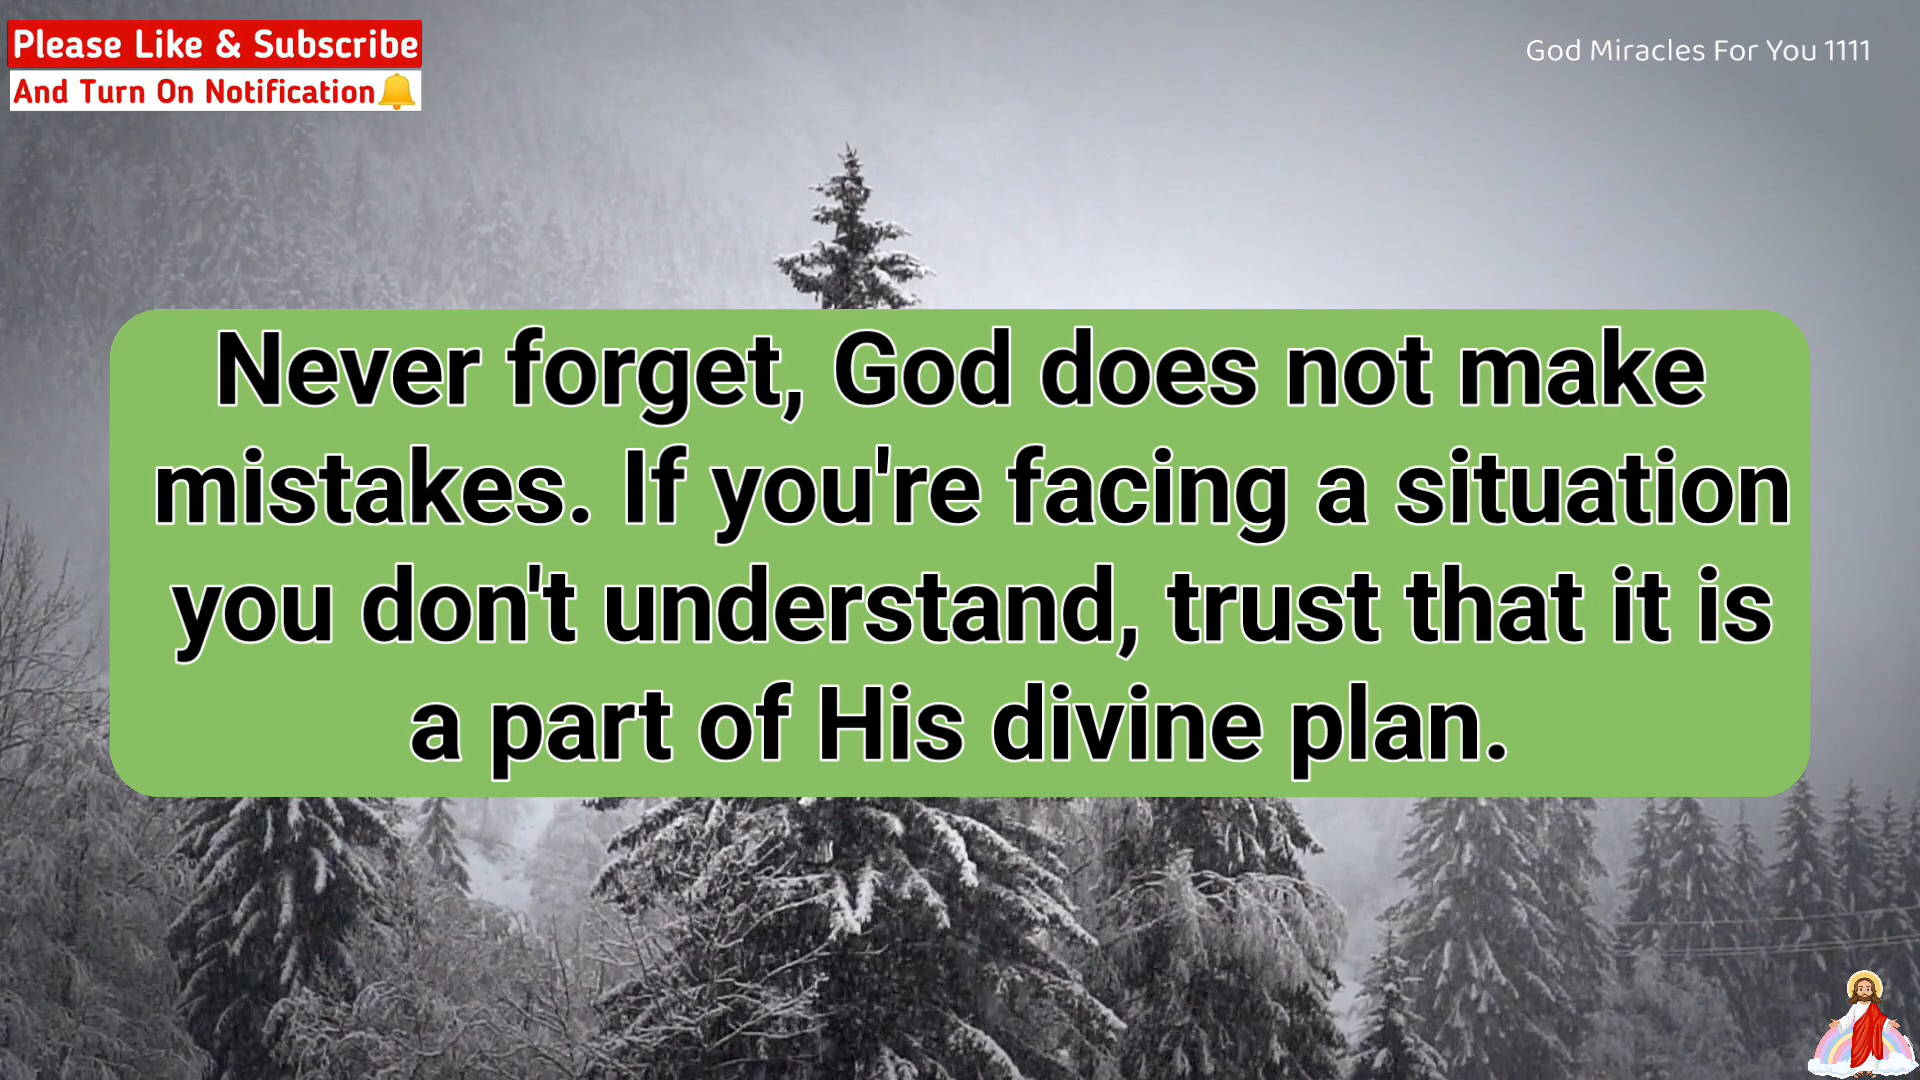 Please Like & Subscribe
And Turn On Notification🔔
God Miracles For You 1111
Never forget, God does not make
mistakes. If you're facing a situation
you don't understand, trust that it is
a part of His divine plan.